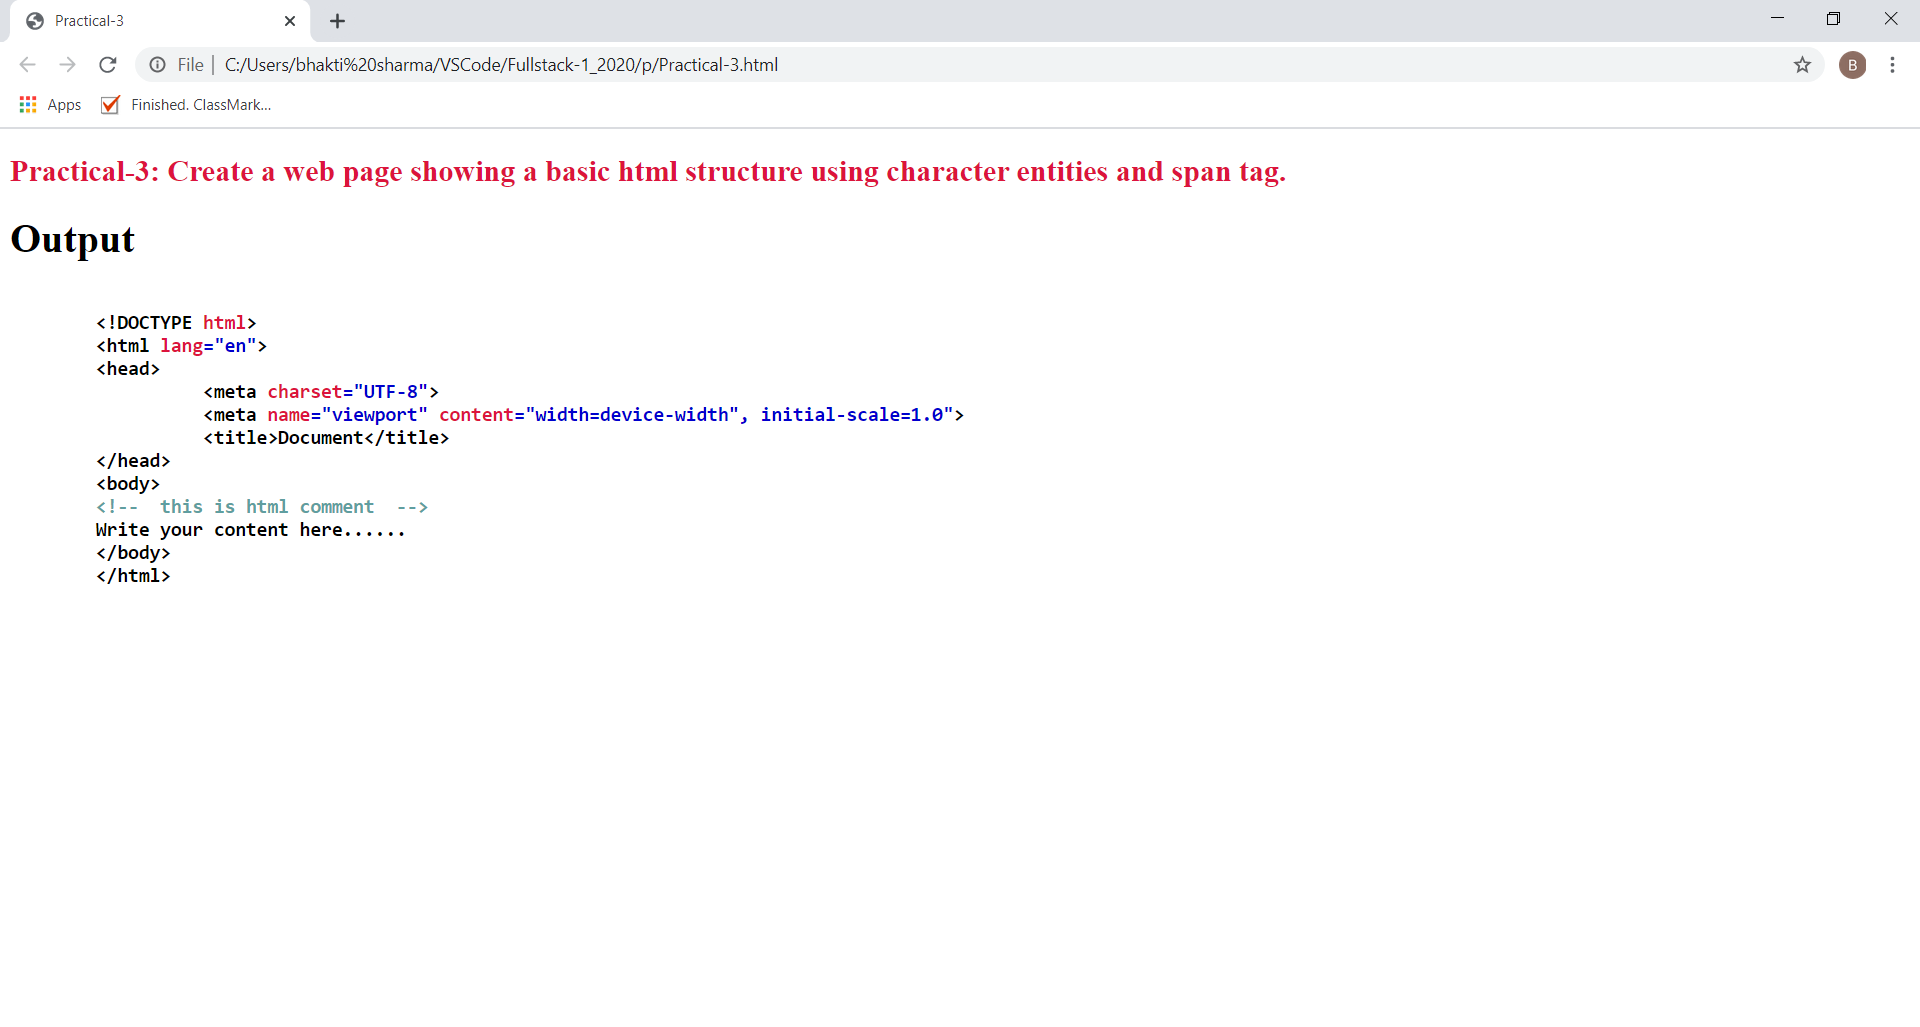 Practical-3
File | C:/Users/bhakti%20sharma/VSCode/Fullstack-1_2020/p/Practical-3.html
B
Apps Finished. ClassMark...
Practical-3: Create a web page showing a basic html structure using character entities and span tag.
Output
<!DOCTYPE html>
<html lang="en">
<head>
<meta charset="UTF-8">
<meta name="viewport" content="width=device-width", initial-scale=1.0">
<title>Document</title>
</head>
<body>
<!--  this is html comment  -->
Write your content here......
</body>
</html>